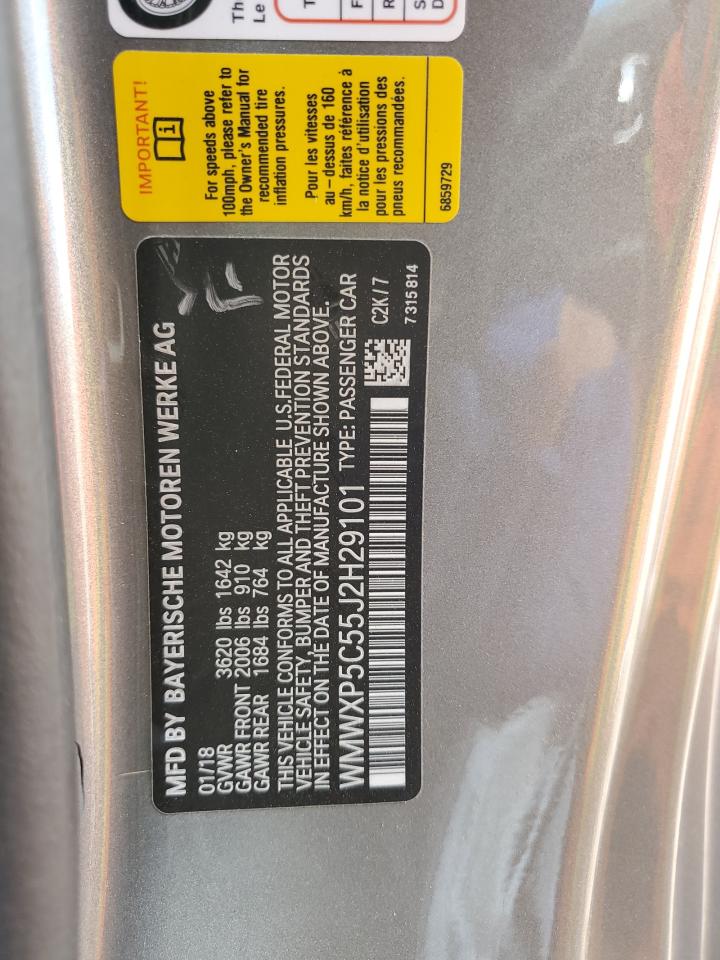 MFD BY BAYERISCHE MOTOREN WERKE AG
01/18
GVWR 3620 lbs 1642 kg
GAWR FRONT 2006 lbs 910 kg
GAWR REAR 1684 lbs 764 kg
THIS VEHICLE CONFORMS TO ALL APPLICABLE U.S.FEDERAL MOTOR
VEHICLE SAFETY, BUMPER AND THEFT PREVENTION STANDARDS
IN EFFECT ON THE DATE OF MANUFACTURE SHOWN ABOVE.
WMWXP5C55J2H29101 TYPE: PASSENGER CAR
C2K/7
7315814
IMPORTANT!
For speeds above
100mph, please refer to
the Owner's Manual for
recommended tire
inflation pressures.
Pour les vitesses
au-dessus de 160
km/h, faites référence à
la notice d'utilisation
pour les pressions des
pneus recommandées.
6859729
Th
Le
T
F
R
S
D